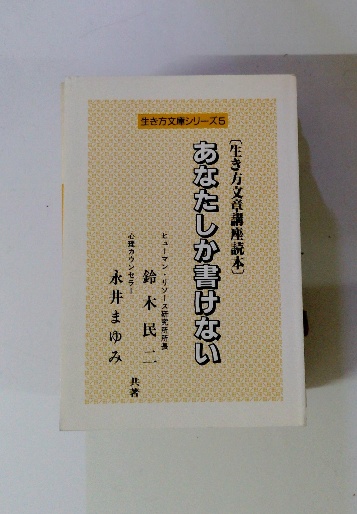 生き方文庫シリーズ5
〔生き方文章講座読本〕
あなたしか書けない
ヒューマン・リソース研究所所長
鈴木民二
心理カウンセラー
永井まゆみ
共著